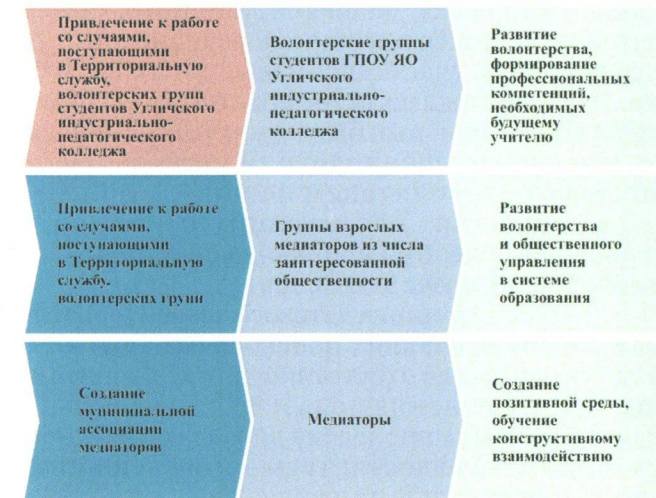 Привлечение к работе
со случаями,
поступающими
в Территориальную
службу,
волонтерских групп
студентов Угличского
индустриально-
педагогического
колледжа
Волонтерские группы
студентов ГПОУ ЯО
Угличского
индустриально-
педагогического
колледжа
Развитие
волонтерства,
формирование
профессиональных
компетенций,
необходимых
будущему
учителю
Привлечение к работе
со случаями,
поступающими
в Территориальную
службу,
волонтерских групп
Группы взрослых
медиаторов из числа
заинтересованной
общественности
Развитие
волонтерства
и общественного
управления
в системе
образования
Создание
муниципальной
ассоциации
медиаторов
Медиаторы
Создание
позитивной среды,
обучение
конструктивному
взаимодействию